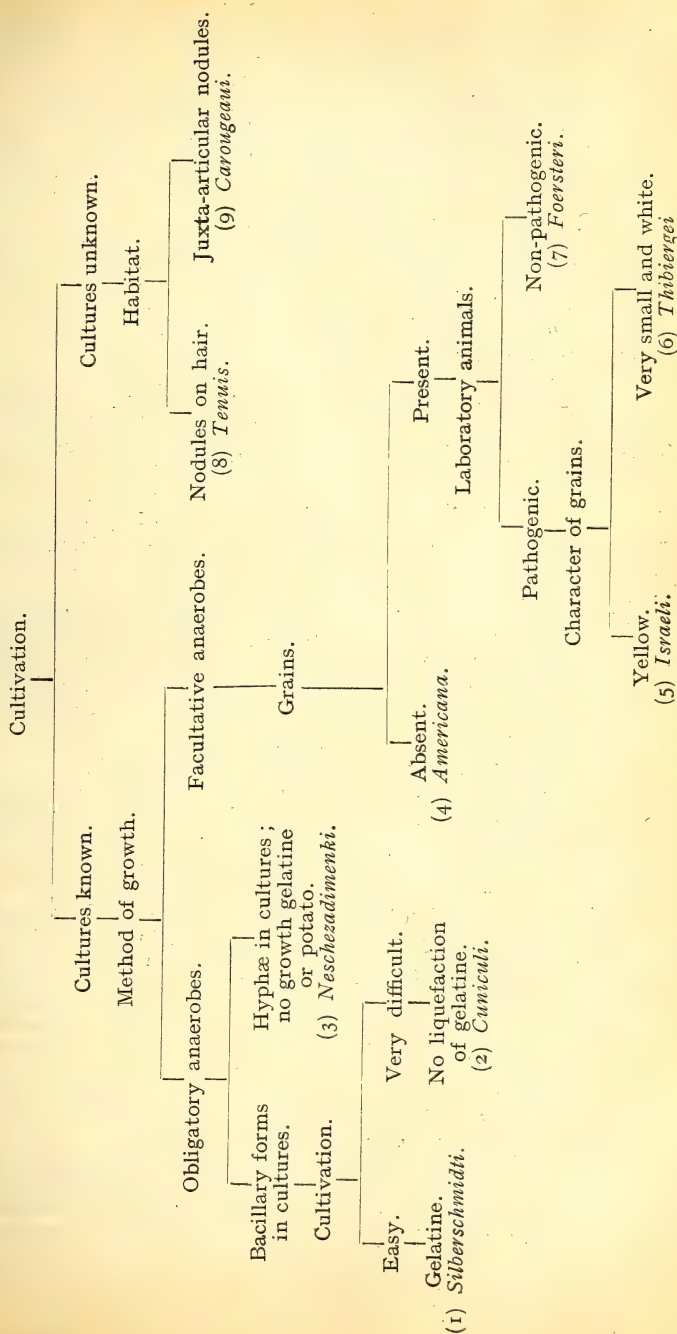 Cultivation.
Cultures known.
Cultures unknown.
Method of growth.
Habitat.
Obligatory anaerobes.
Facultative anaerobes.
Nodules on hair.
(8) Tenuis.
Juxta-articular nodules.
(9) Carougeaui.
Bacillary forms
in cultures.
Hyphæ in cultures;
no growth gelatine
or potato.
(3) Neschezadimenki.
Grains.
Cultivation.
Absent.
(4) Americana.
Present.
Easy.
Very difficult.
Laboratory animals.
Gelatine.
(1) Silberschmidti.
No liquefaction
of gelatine.
(2) Cuniculi.
Pathogenic.
Non-pathogenic.
(7) Foersteri.
Character of grains.
Yellow.
(5) Israeli.
Very small and white.
(6) Thibiergei